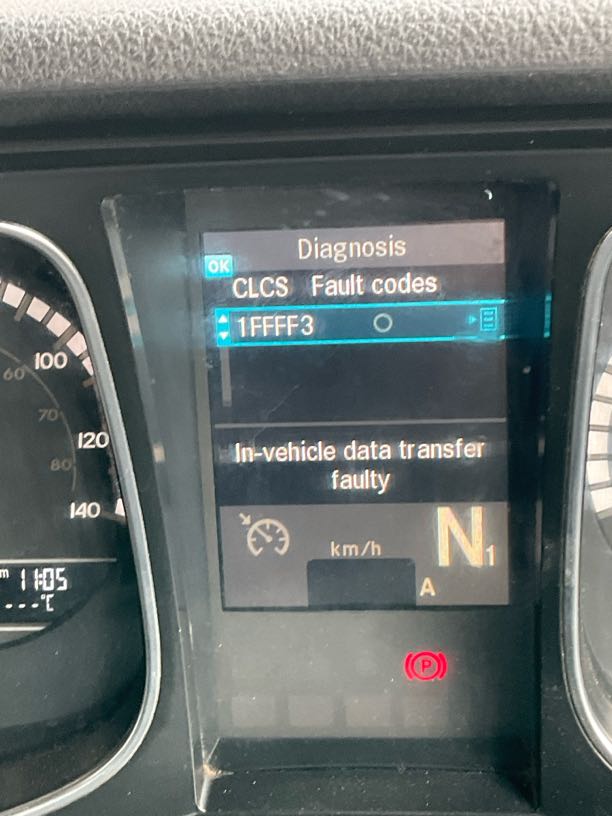 Diagnosis
OK
CLCS Fault codes
1FFFF3
In-vehicle data transfer
faulty
km/h
N1
A
P
100
60
70
120
80
140
m 11:05
---°C